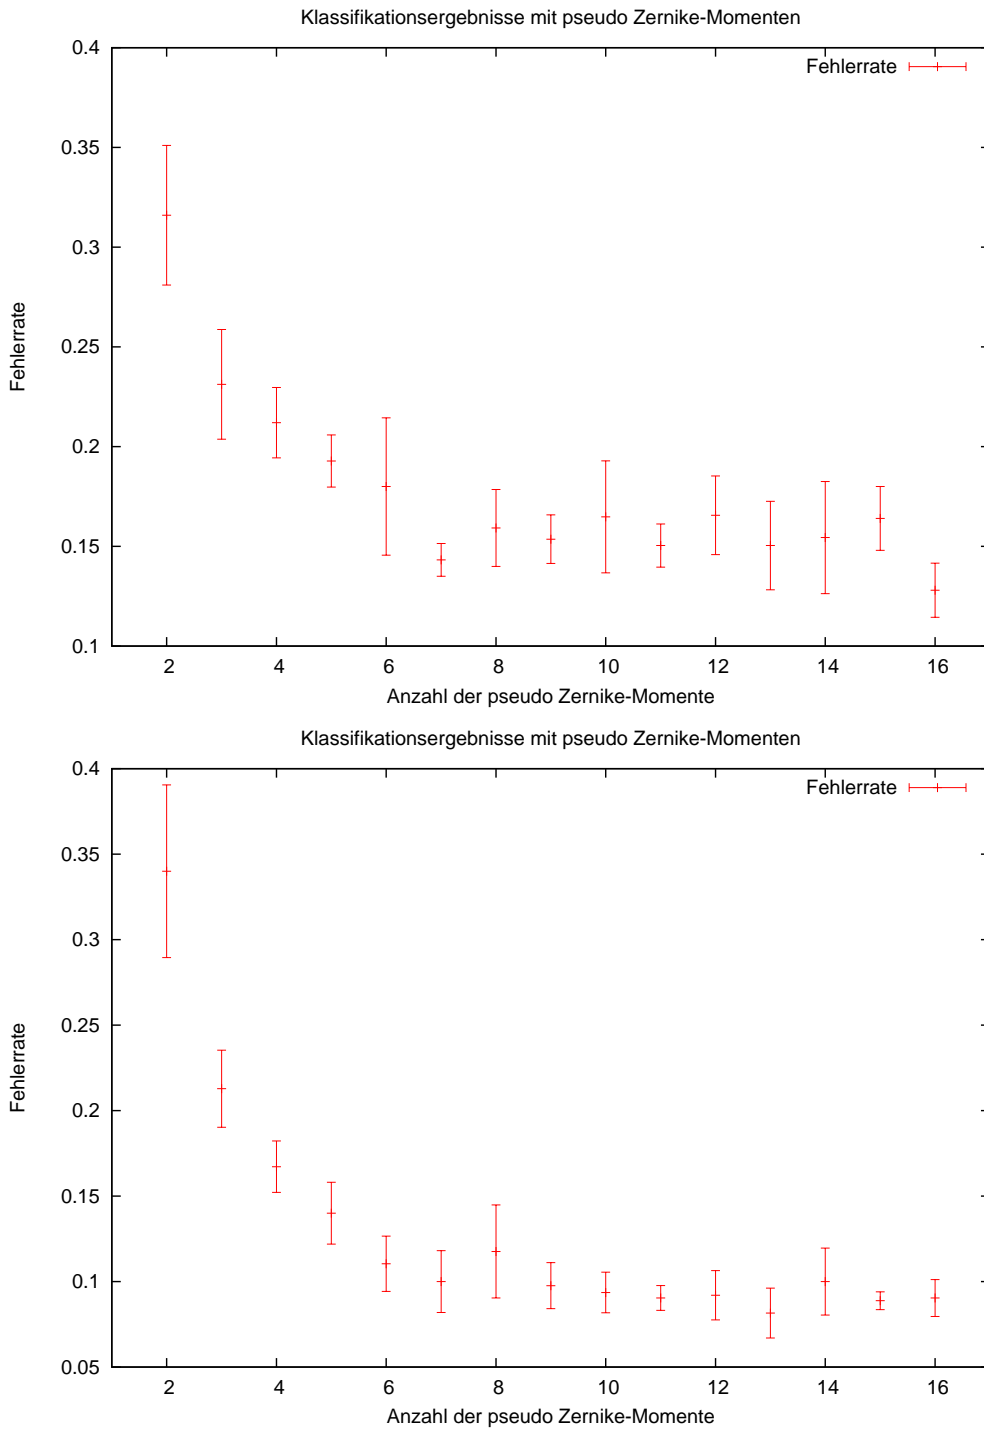 Klassifikationsergebnisse mit pseudo Zernike-Momenten
0.4
Fehlerrate
0.35
0.3
0.25
Fehlerrate
0.2
0.15
0.1
2 4 6 8 10 12 14 16
Anzahl der pseudo Zernike-Momente
Klassifikationsergebnisse mit pseudo Zernike-Momenten
0.4
Fehlerrate
0.35
0.3
0.25
Fehlerrate
0.2
0.15
0.1
0.05
2 4 6 8 10 12 14 16
Anzahl der pseudo Zernike-Momente